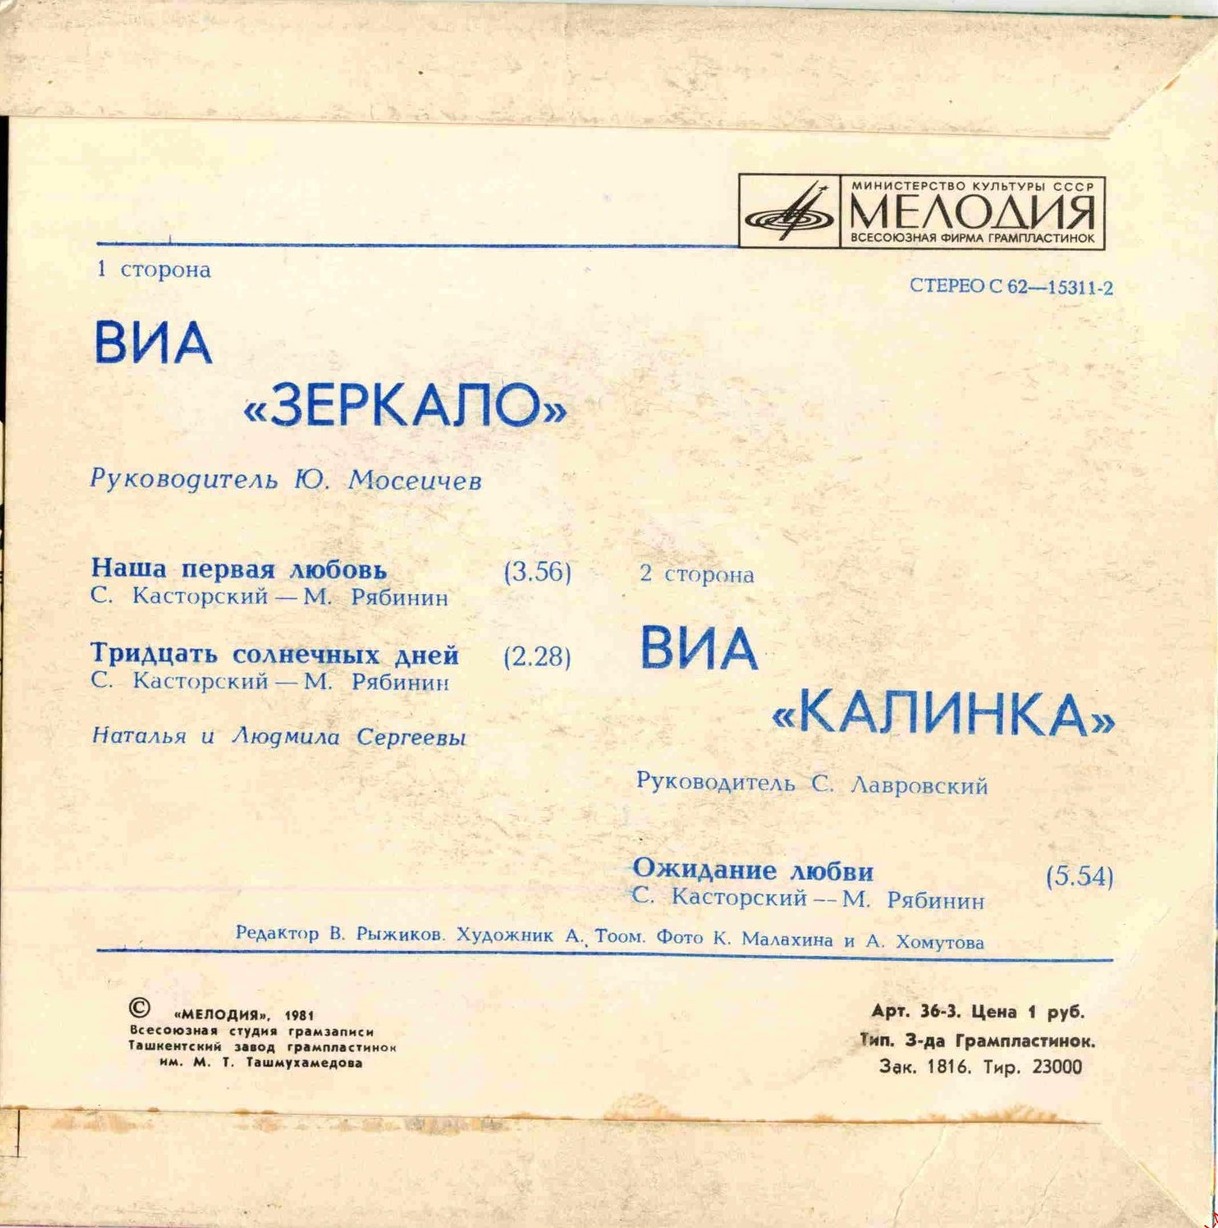 МИНИСТЕРСТВО КУЛЬТУРЫ СССР
МЕЛОДИЯ
ВСЕСОЮЗНАЯ ФИРМА ГРАМПЛАСТИНОК
1 сторона
СТЕРЕО С 62—15311-2
ВИА
«ЗЕРКАЛО»
Руководитель Ю. Мосеичев
Наша первая любовь (3.56)
С. Касторский — М. Рябинин
Тридцать солнечных дней (2.28)
С. Касторский — М. Рябинин
Наталья и Людмила Сергеевы
2 сторона
ВИА
«КАЛИНКА»
Руководитель С. Лавровский
Ожидание любви (5.54)
С. Касторский — М. Рябинин
Редактор В. Рыжиков. Художник А. Тоом. Фото К. Малахина и А. Хомутова
© «МЕЛОДИЯ», 1981
Всесоюзная студия грамзаписи
Ташкентский завод грампластинок
им. М. Т. Ташмухамедова
Арт. 36-3. Цена 1 руб.
Тип. З-да Грампластинок.
Зак. 1816. Тир. 23000